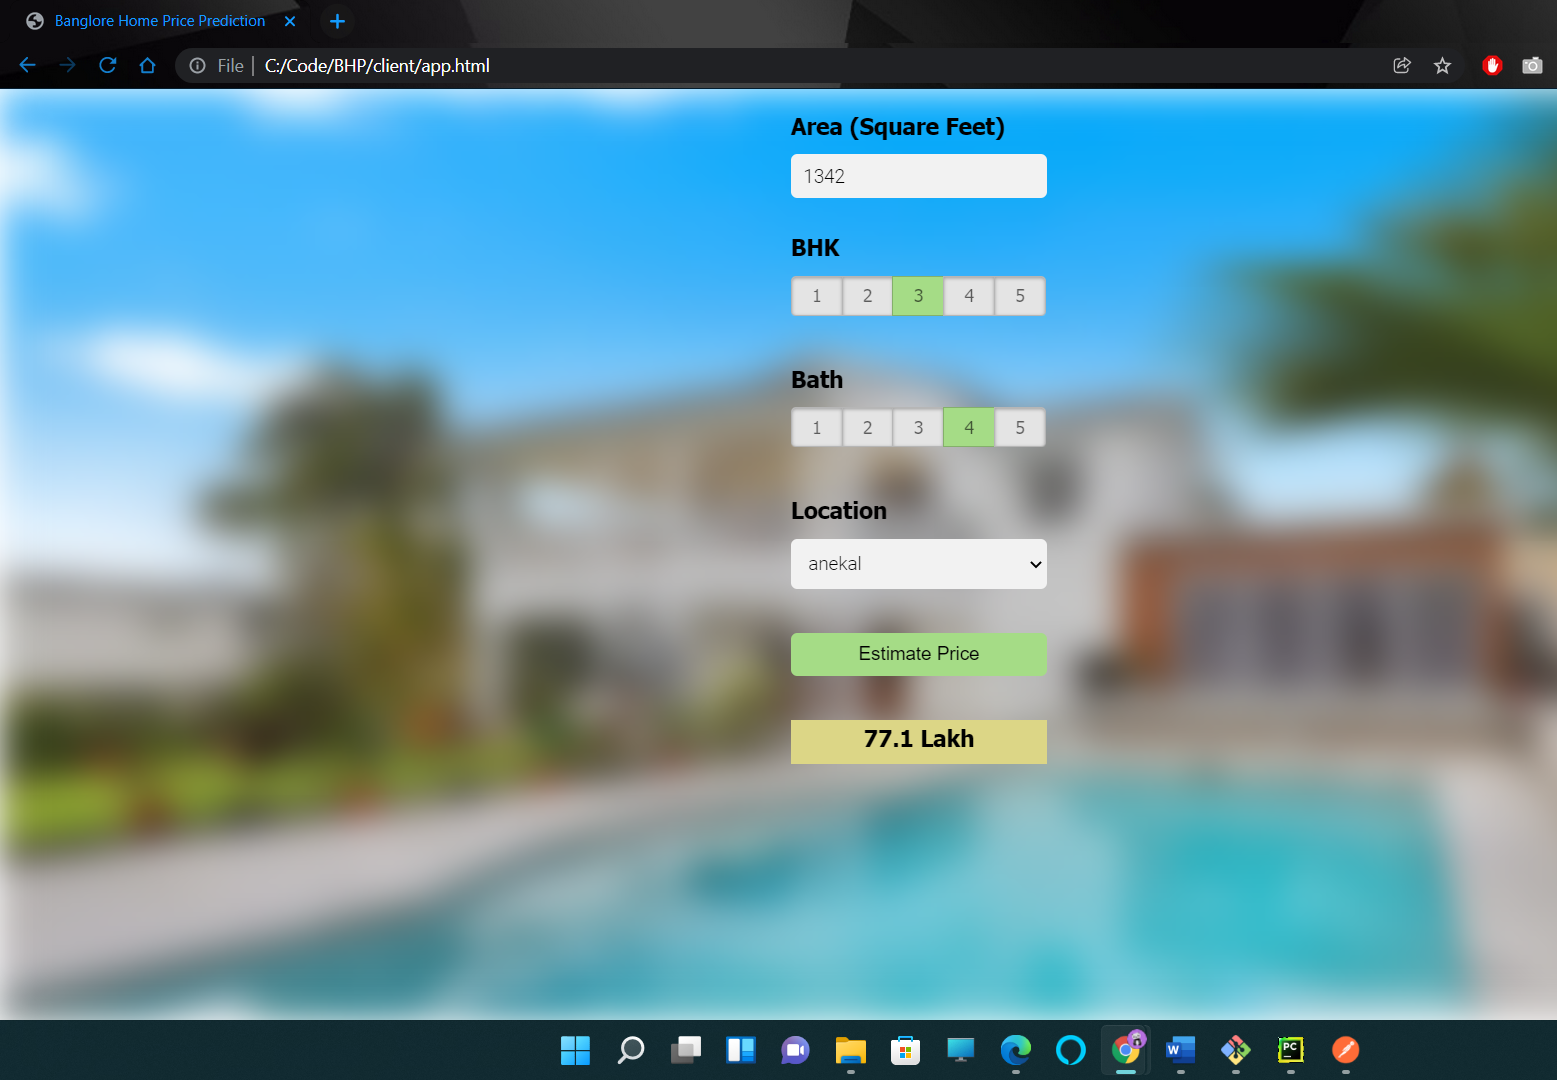 Banglore Home Price Prediction
File | C:/Code/BHP/client/app.html
Area (Square Feet)
1342
BHK
1 2 3 4 5
Bath
1 2 3 4 5
Location
anekal
Estimate Price
77.1 Lakh
W
PC